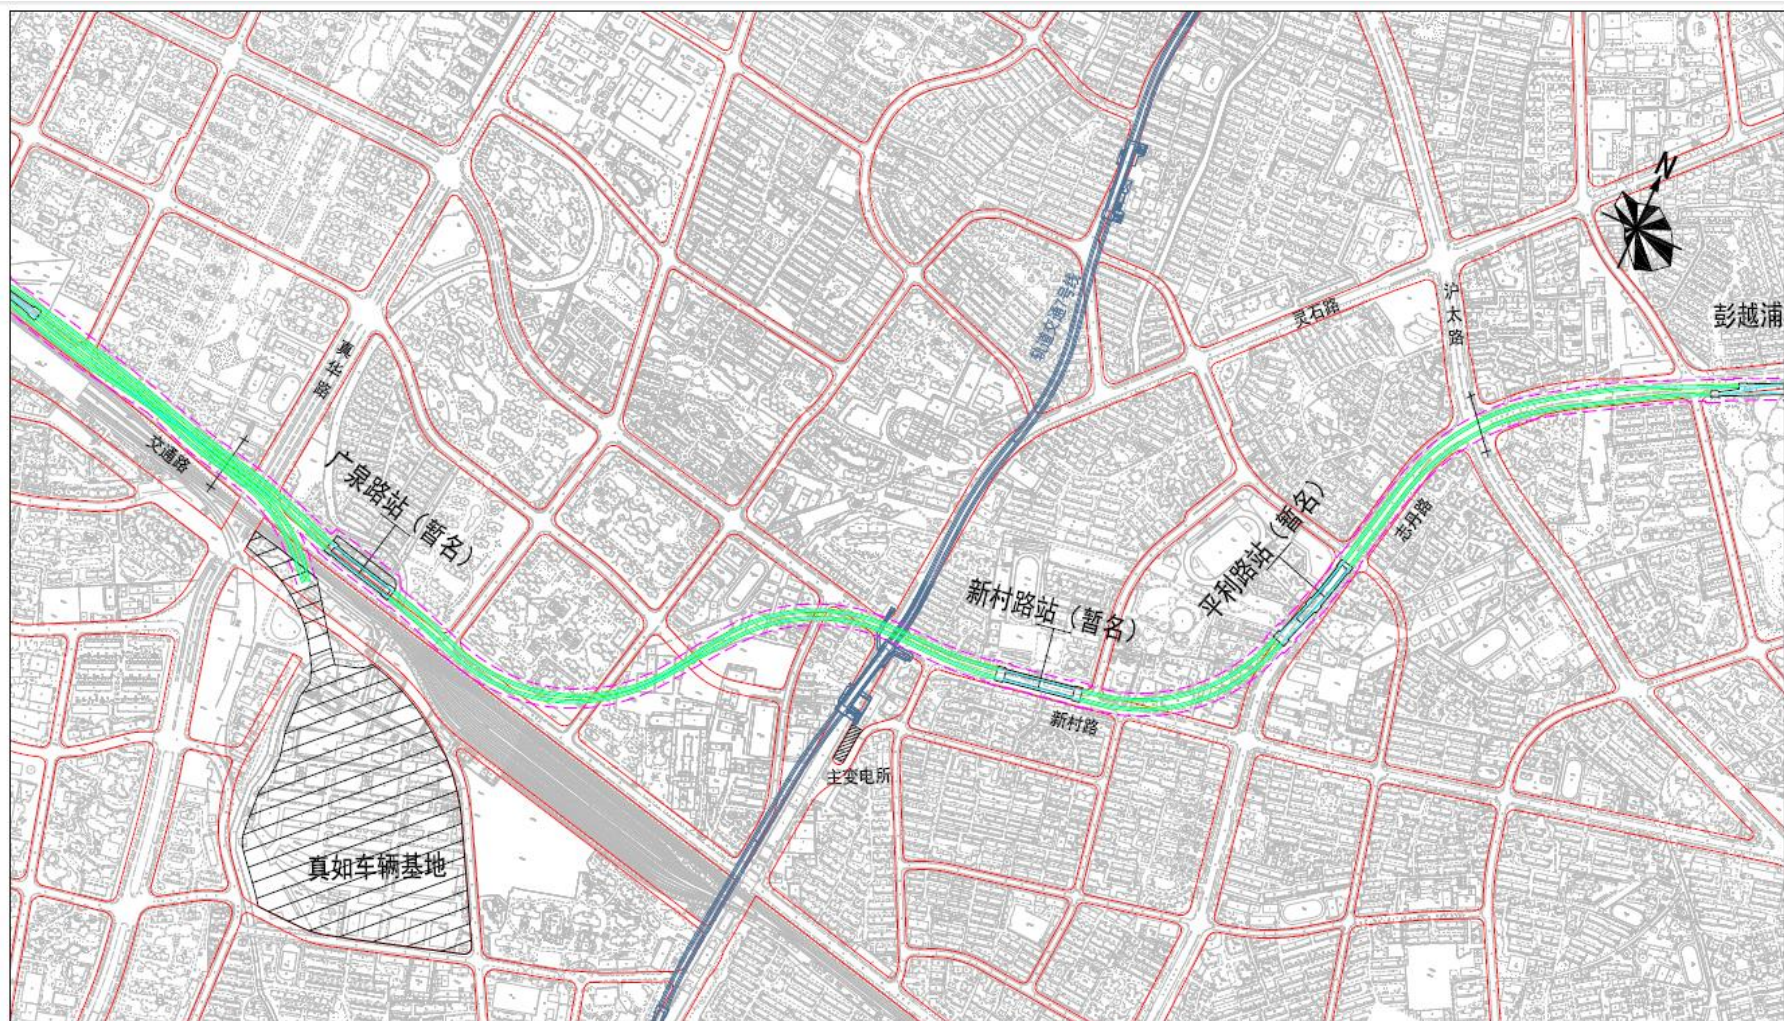 N
彭越浦
沪太路
灵石路
轨道交通7号线
真华路
交通路
广泉路站（暂名）
志丹路
平利路站（暂名）
新村路站（暂名）
新村路
主变电所
真如车辆基地